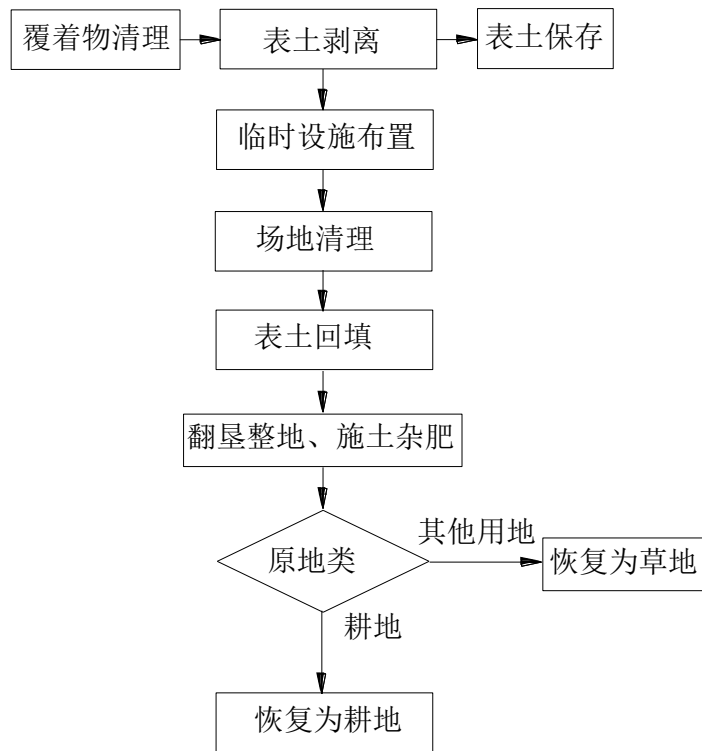 覆着物清理
表土剥离
表土保存
临时设施布置
场地清理
表土回填
翻垦整地、施土杂肥
原地类
其他用地
恢复为草地
耕地
恢复为耕地